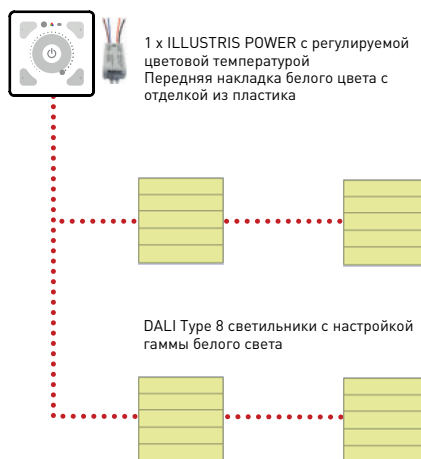 1 x ILLUSTRIS POWER с регулируемой
цветовой температурой
Передняя накладка белого цвета с
отделкой из пластика
DALI Type 8 светильники с настройкой
гаммы белого света